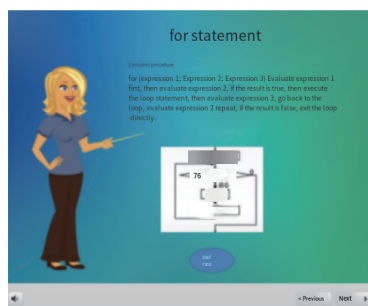 for statement
Execution procedure
for (expression 1; Expression 2; Expression 3) Evaluate expression 1
first, then evaluate expression 2, if the result is true, then execute
the loop statement, then evaluate expression 3, go back to the
loop, evaluate expression 2 repeat, if the result is false, exit the loop
directly.
76
< Previous
Next